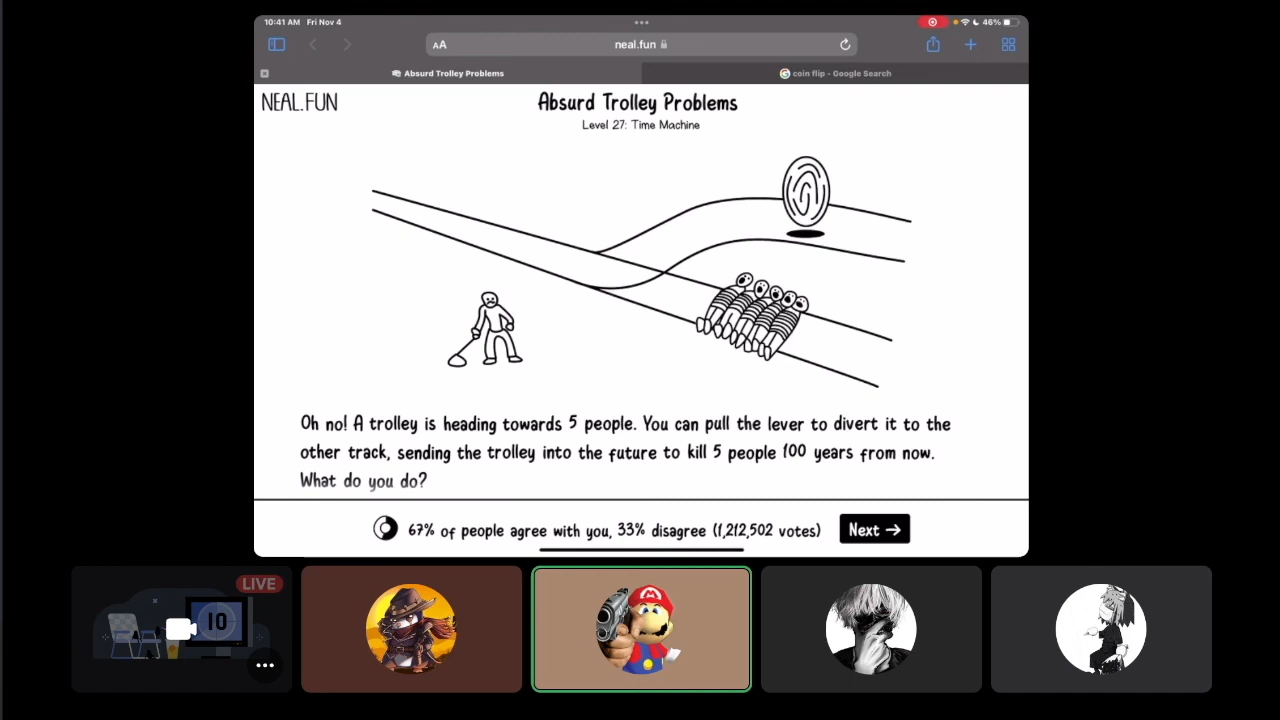 10:41 AM Fri Nov 4
46%
AA
neal.fun
Absurd Trolley Problems
coin flip - Google Search
NEAL.FUN
Absurd Trolley Problems
Level 27: Time Machine
Oh no! A trolley is heading towards 5 people. You can pull the lever to divert it to the
other track, sending the trolley into the future to kill 5 people 100 years from now.
What do you do?
67% of people agree with you, 33% disagree (1,212,502 votes)
Next →
LIVE
10
M